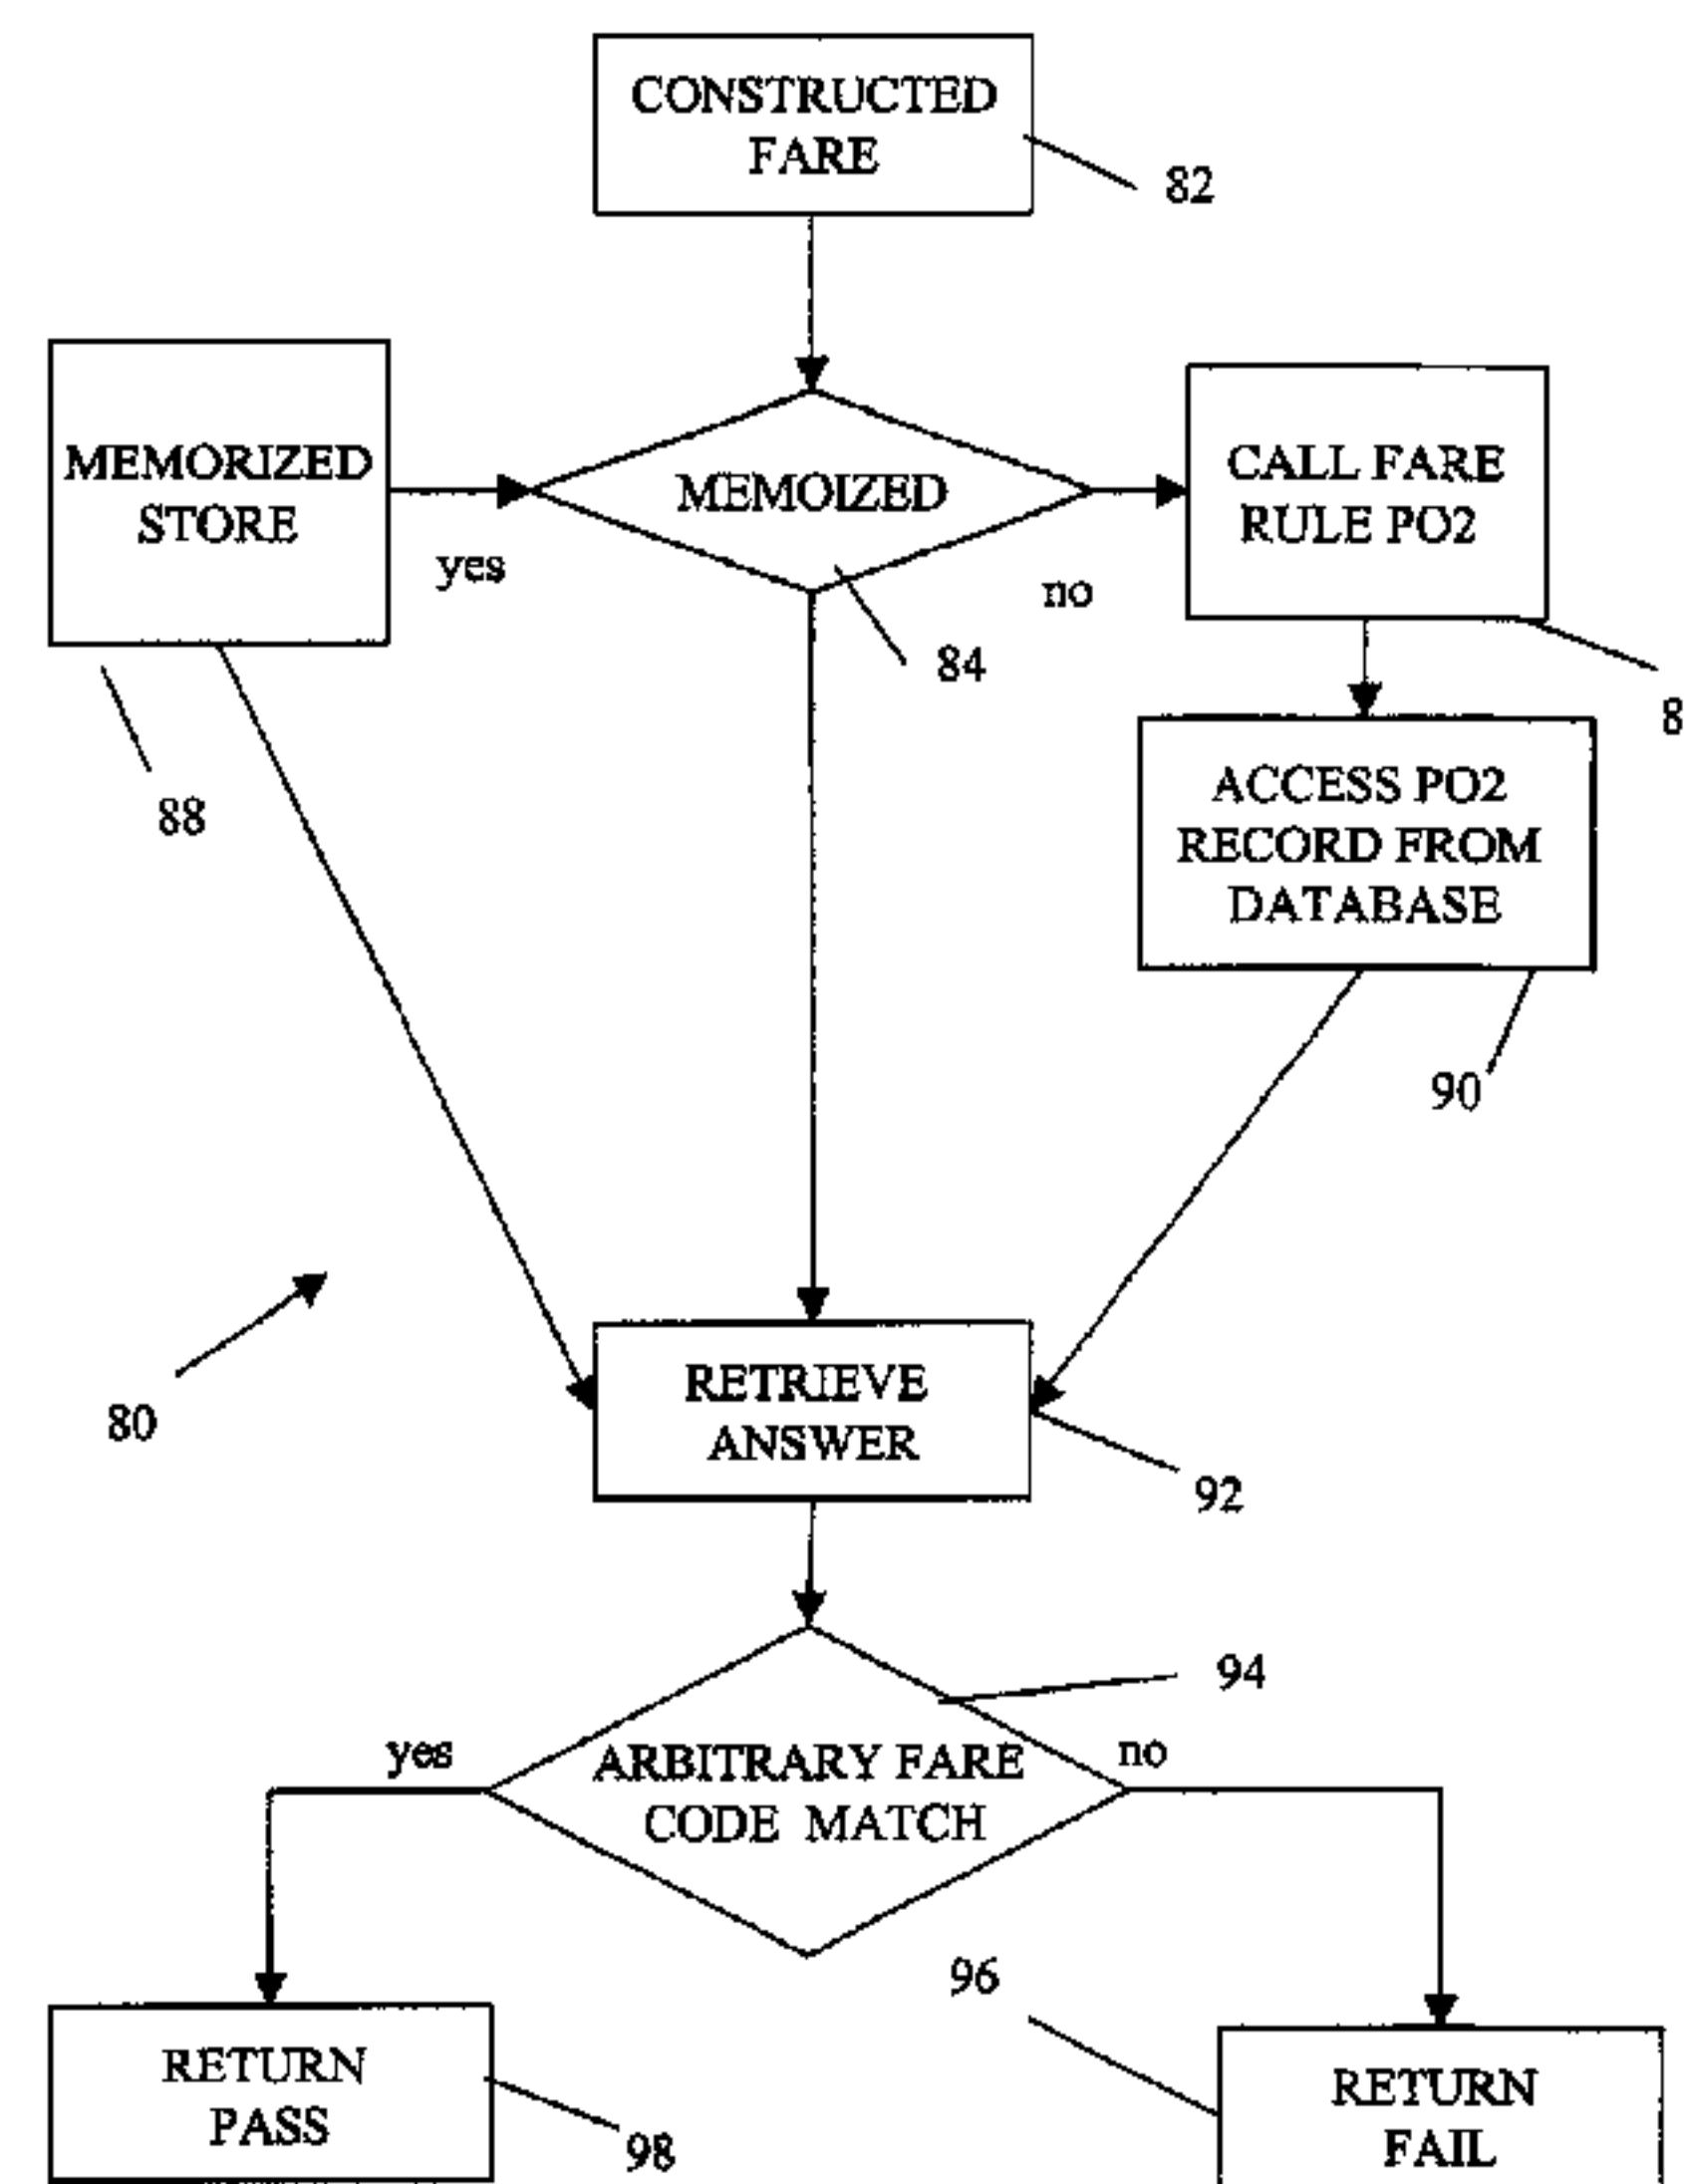 CONSTRUCTED
FARE
82
MEMORIZED
STORE
yes
MEMOIZED
no
CALL FARE
RULE PO2
84
8
88
ACCESS PO2
RECORD FROM
DATABASE
90
80
RETRIEVE
ANSWER
92
94
yes
ARBITRARY FARE
CODE MATCH
no
96
RETURN
PASS
98
RETURN
FAIL